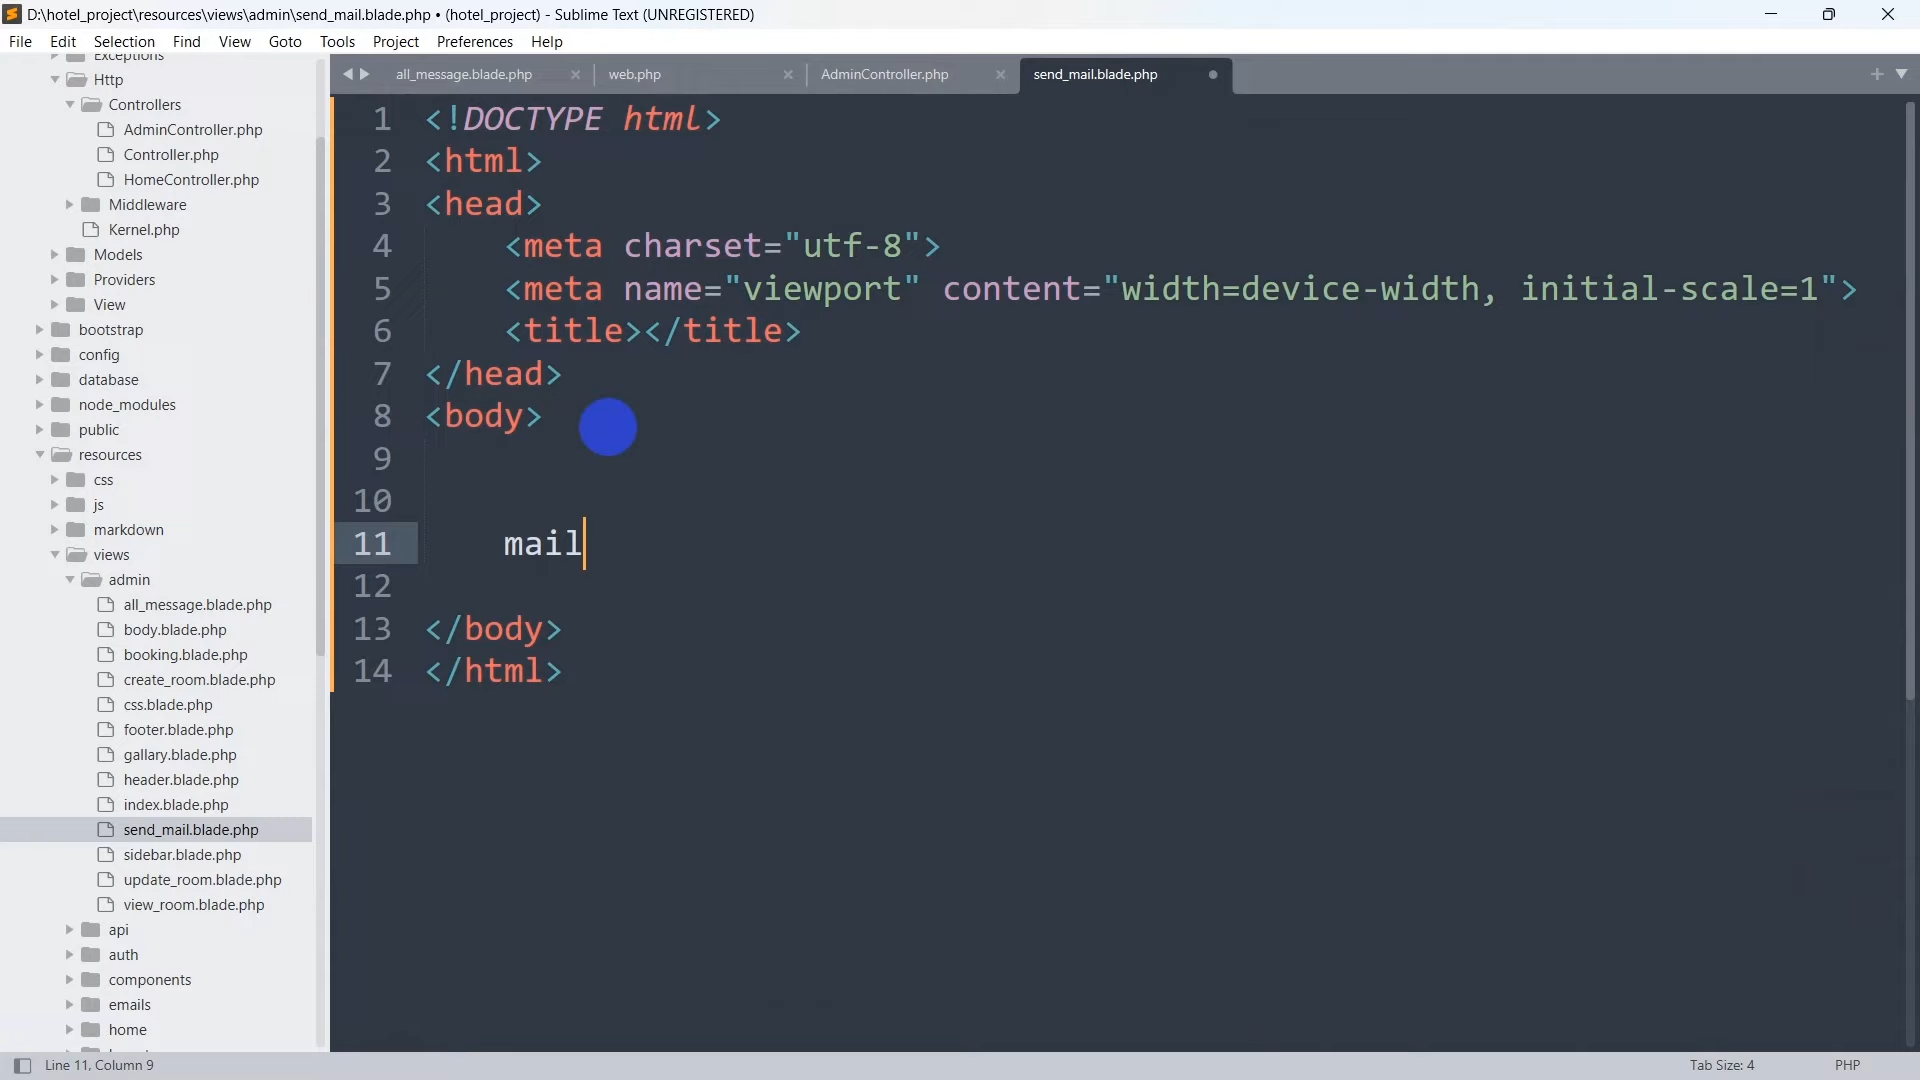 D:\hotel_project\resources\views\admin\send_mail.blade.php • (hotel_project) - Sublime Text (UNREGISTERED)
File Edit Selection Find View Goto Tools Project Preferences Help
Exceptions
Http
Controllers
AdminController.php
Controller.php
HomeController.php
Middleware
Kernel.php
Models
Providers
View
bootstrap
config
database
node_modules
public
resources
css
js
markdown
views
admin
all_message.blade.php
body.blade.php
booking.blade.php
create_room.blade.php
css.blade.php
footer.blade.php
gallary.blade.php
header.blade.php
index.blade.php
send_mail.blade.php
sidebar.blade.php
update_room.blade.php
view_room.blade.php
api
auth
components
emails
home
all_message.blade.php web.php AdminController.php send_mail.blade.php
1 <!DOCTYPE html>
2 <html>
3 <head>
4 <meta charset="utf-8">
5 <meta name="viewport" content="width=device-width, initial-scale=1">
6 <title></title>
7 </head>
8 <body>
9
10
11 mail
12
13 </body>
14 </html>
Line 11, Column 9 Tab Size: 4 PHP